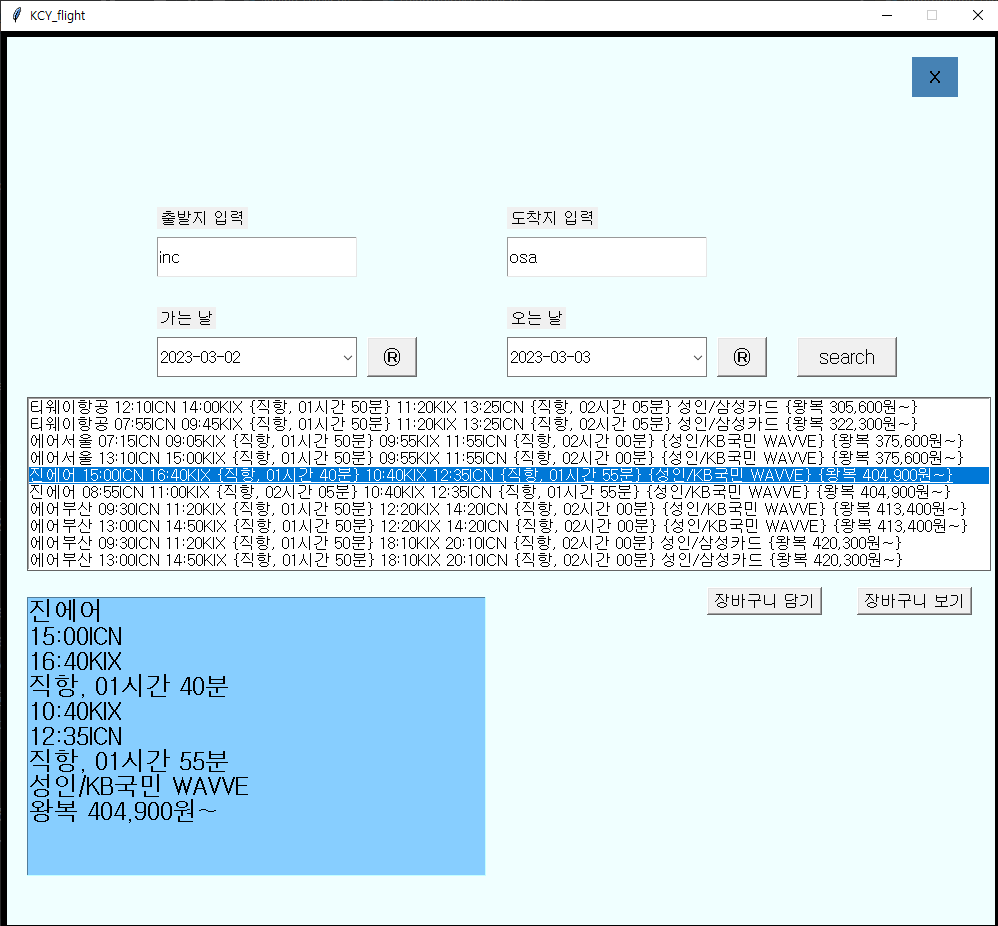 KCY_flight
X
출발지 입력 도착지 입력
inc osa
가는 날 오는 날
2023-03-02 ® 2023-03-03 ® search
티웨이항공 12:10ICN 14:00KIX {직항, 01시간 50분} 11:20KIX 13:25ICN {직항, 02시간 05분} 성인/삼성카드 {왕복 305,600원~}
티웨이항공 07:55ICN 09:45KIX {직항, 01시간 50분} 11:20KIX 13:25ICN {직항, 02시간 05분} 성인/삼성카드 {왕복 322,300원~}
에어서울 07:15ICN 09:05KIX {직항, 01시간 50분} 09:55KIX 11:55ICN {직항, 02시간 00분} {성인/KB국민 WAVVE} {왕복 375,600원~}
에어서울 13:10ICN 15:00KIX {직항, 01시간 50분} 09:55KIX 11:55ICN {직항, 02시간 00분} {성인/KB국민 WAVVE} {왕복 375,600원~}
진에어 15:00ICN 16:40KIX {직항, 01시간 40분} 10:40KIX 12:35ICN {직항, 01시간 55분} {성인/KB국민 WAVVE} {왕복 404,900원~}
진에어 08:55ICN 11:00KIX {직항, 02시간 05분} 10:40KIX 12:35ICN {직항, 01시간 55분} {성인/KB국민 WAVVE} {왕복 404,900원~}
에어부산 09:30ICN 11:20KIX {직항, 01시간 50분} 12:20KIX 14:20ICN {직항, 02시간 00분} {성인/KB국민 WAVVE} {왕복 413,400원~}
에어부산 13:00ICN 14:50KIX {직항, 01시간 50분} 12:20KIX 14:20ICN {직항, 02시간 00분} {성인/KB국민 WAVVE} {왕복 413,400원~}
에어부산 09:30ICN 11:20KIX {직항, 01시간 50분} 18:10KIX 20:10ICN {직항, 02시간 00분} 성인/삼성카드 {왕복 420,300원~}
에어부산 13:00ICN 14:50KIX {직항, 01시간 50분} 18:10KIX 20:10ICN {직항, 02시간 00분} 성인/삼성카드 {왕복 420,300원~}
장바구니 담기 장바구니 보기
진에어
15:00ICN
16:40KIX
직항, 01시간 40분
10:40KIX
12:35ICN
직항, 01시간 55분
성인/KB국민 WAVVE
왕복 404,900원~